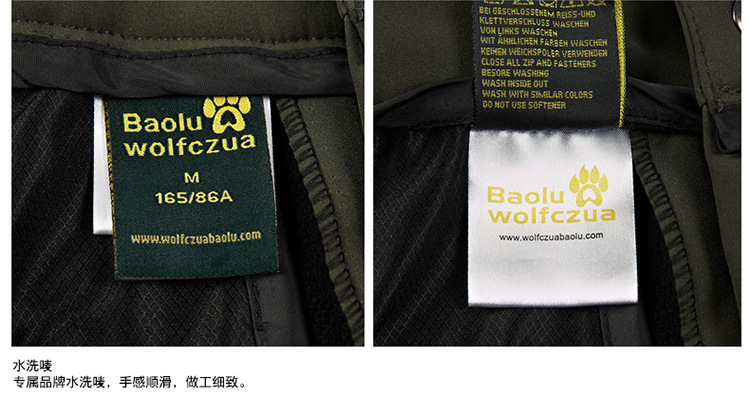 Baolu
wolfczua
M
165/86A
www.wolfczuabaolu.com
BEI GESCHLOSSENEM REISS-UND
KLETTVERSCHLUSS WASCHEN
VON LINKS WASCHEN
WIT ÄHNLICHEN FARBEN WASCHEN
KEINEN WEICHSPOLER VERWENDEN
CLOSE ALL ZIP AND FASTENERS
BESORE WASHING
WASH INSIDE OUT
WASH WITH SIMILAR COLORS
DO NOT USE SOFTENER
Baolu
wolfczua
www.wolfczuabaolu.com
水洗唛
专属品牌水洗唛，手感顺滑，做工细致。